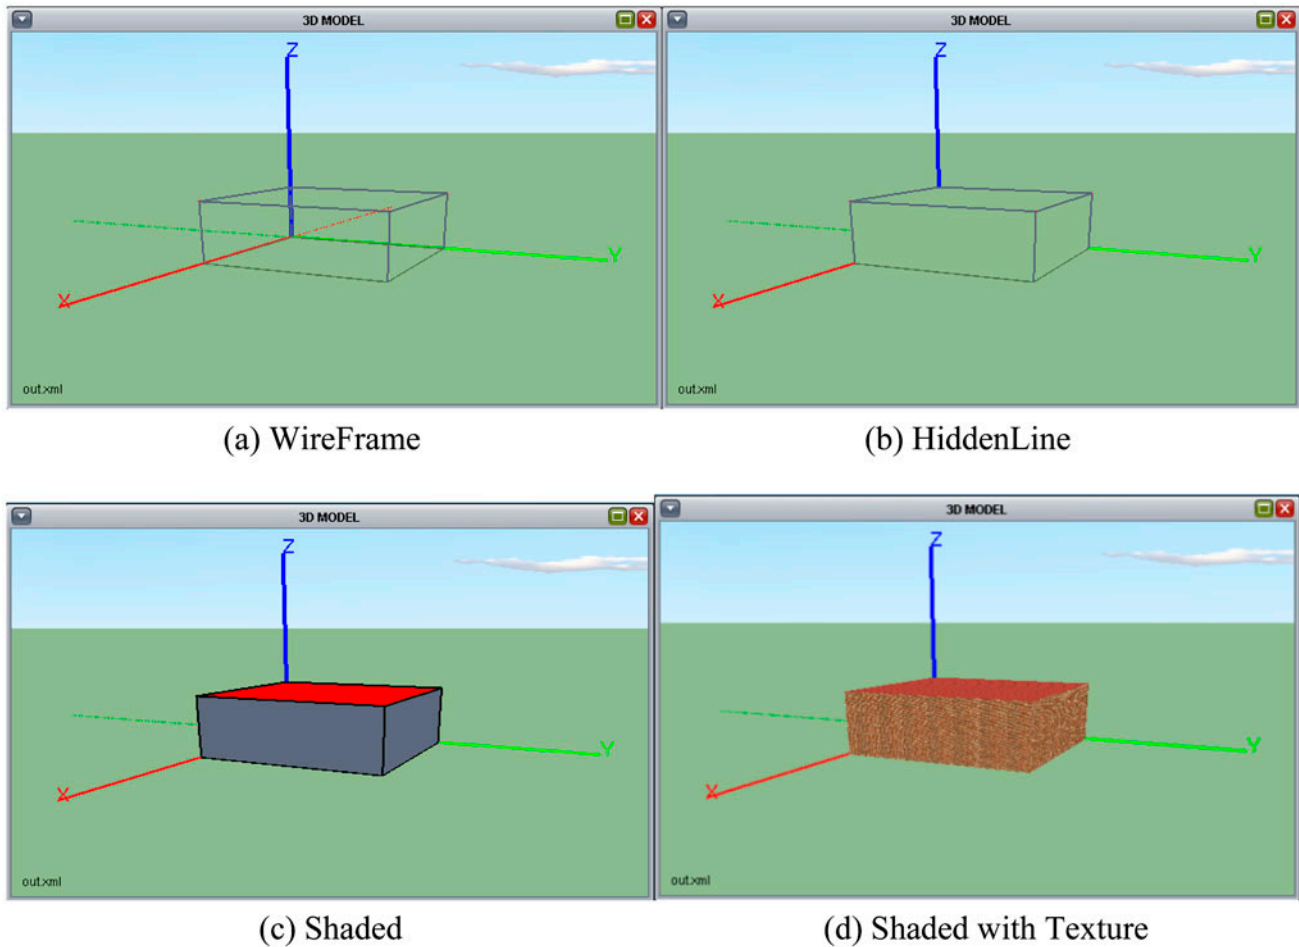 3D MODEL
3D MODEL
Z
Z
X
Y
X
Y
out.xml
out.xml
(a) WireFrame
(b) HiddenLine
3D MODEL
3D MODEL
Z
Z
X
Y
X
Y
out.xml
out.xml
(c) Shaded
(d) Shaded with Texture